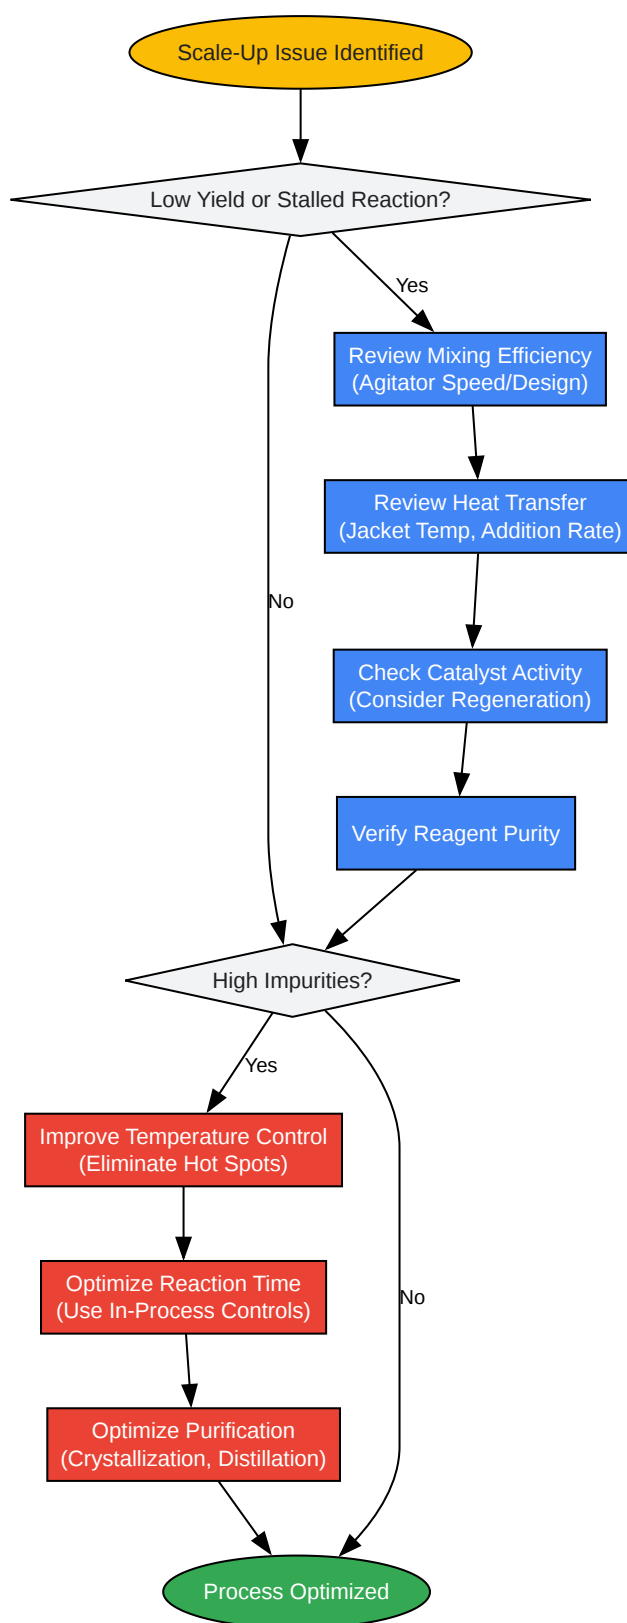 Scale-Up Issue Identified
Low Yield or Stalled Reaction?
Yes
Review Mixing Efficiency
(Agitator Speed/Design)
Review Heat Transfer
(Jacket Temp, Addition Rate)
No
Check Catalyst Activity
(Consider Regeneration)
Verify Reagent Purity
High Impurities?
Yes
Improve Temperature Control
(Eliminate Hot Spots)
Optimize Reaction Time
(Use In-Process Controls)
No
Optimize Purification
(Crystallization, Distillation)
Process Optimized